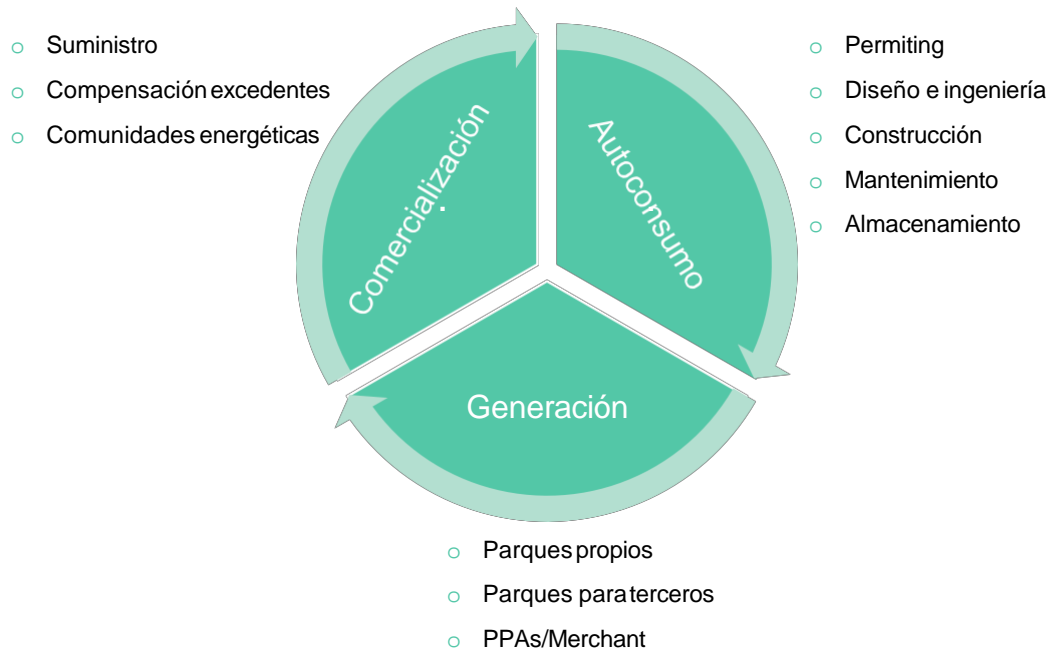 Suministro
Compensación excedentes
Comunidades energéticas
Comercialización
Autoconsumo
Permiting
Diseño e ingeniería
Construcción
Mantenimiento
Almacenamiento
Generación
Parques propios
Parques para terceros
PPAs/Merchant